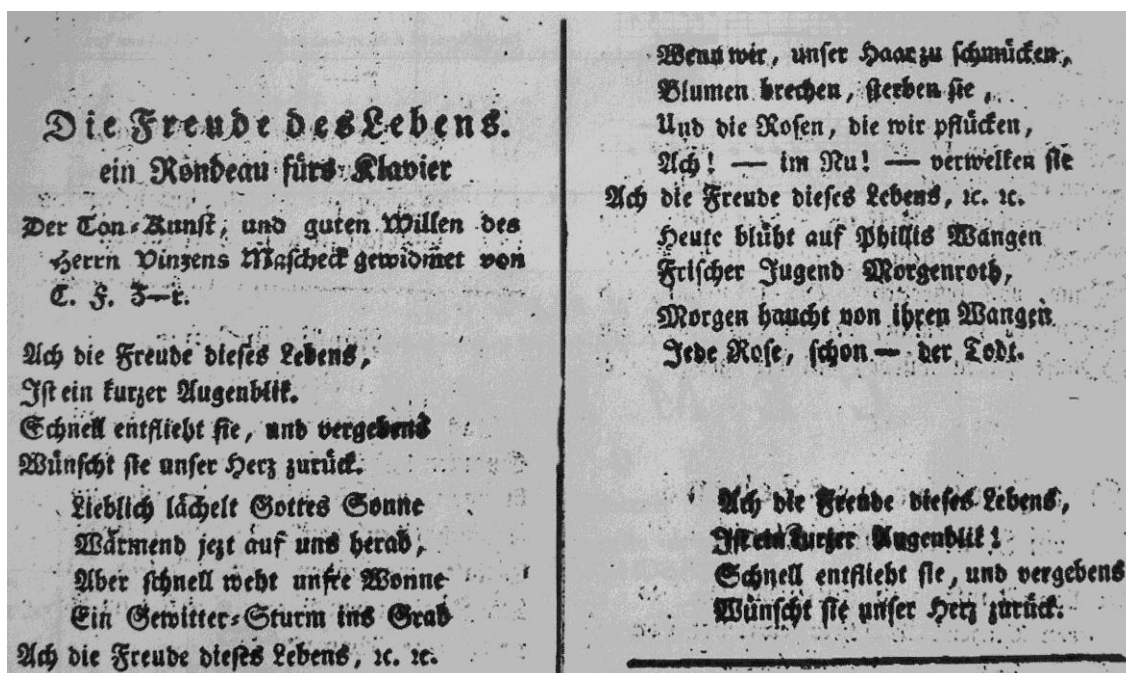 Die Freude des Lebens.
ein Rondeau fürs Klavier
Der Ton-Kunst, und guten Willen des
Herrn Vinzens Mascheck gewidmet von
C. F. Z—r.
Ach die Freude dieses Lebens,
Ist ein kurzer Augenblik.
Schnell entflieht sie, und vergebens
Wünscht sie unser Herz zurück.
Lieblich lächelt Gottes Sonne
Wärmend jezt auf uns herab,
Aber schnell weht unsre Wonne
Ein Gewitter-Sturm ins Grab
Ach die Freude dieses Lebens, ꝛc. ꝛc.
Wenn wir, unser Haar zu schmücken,
Blumen brechen, sterben sie,
Und die Rosen, die wir pflücken,
Ach! — im Nu! — verwelken sie
Ach die Freude dieses Lebens, ꝛc. ꝛc.
Heute blüht auf Phillis Wangen
Frischer Jugend Morgenroth,
Morgen haucht von ihren Wangen
Jede Rose, schon — der Todt.
Ach die Freude dieses Lebens,
Ist ein kurzer Augenblik!
Schnell entflieht sie, und vergebens
Wünscht sie unser Herz zurück.